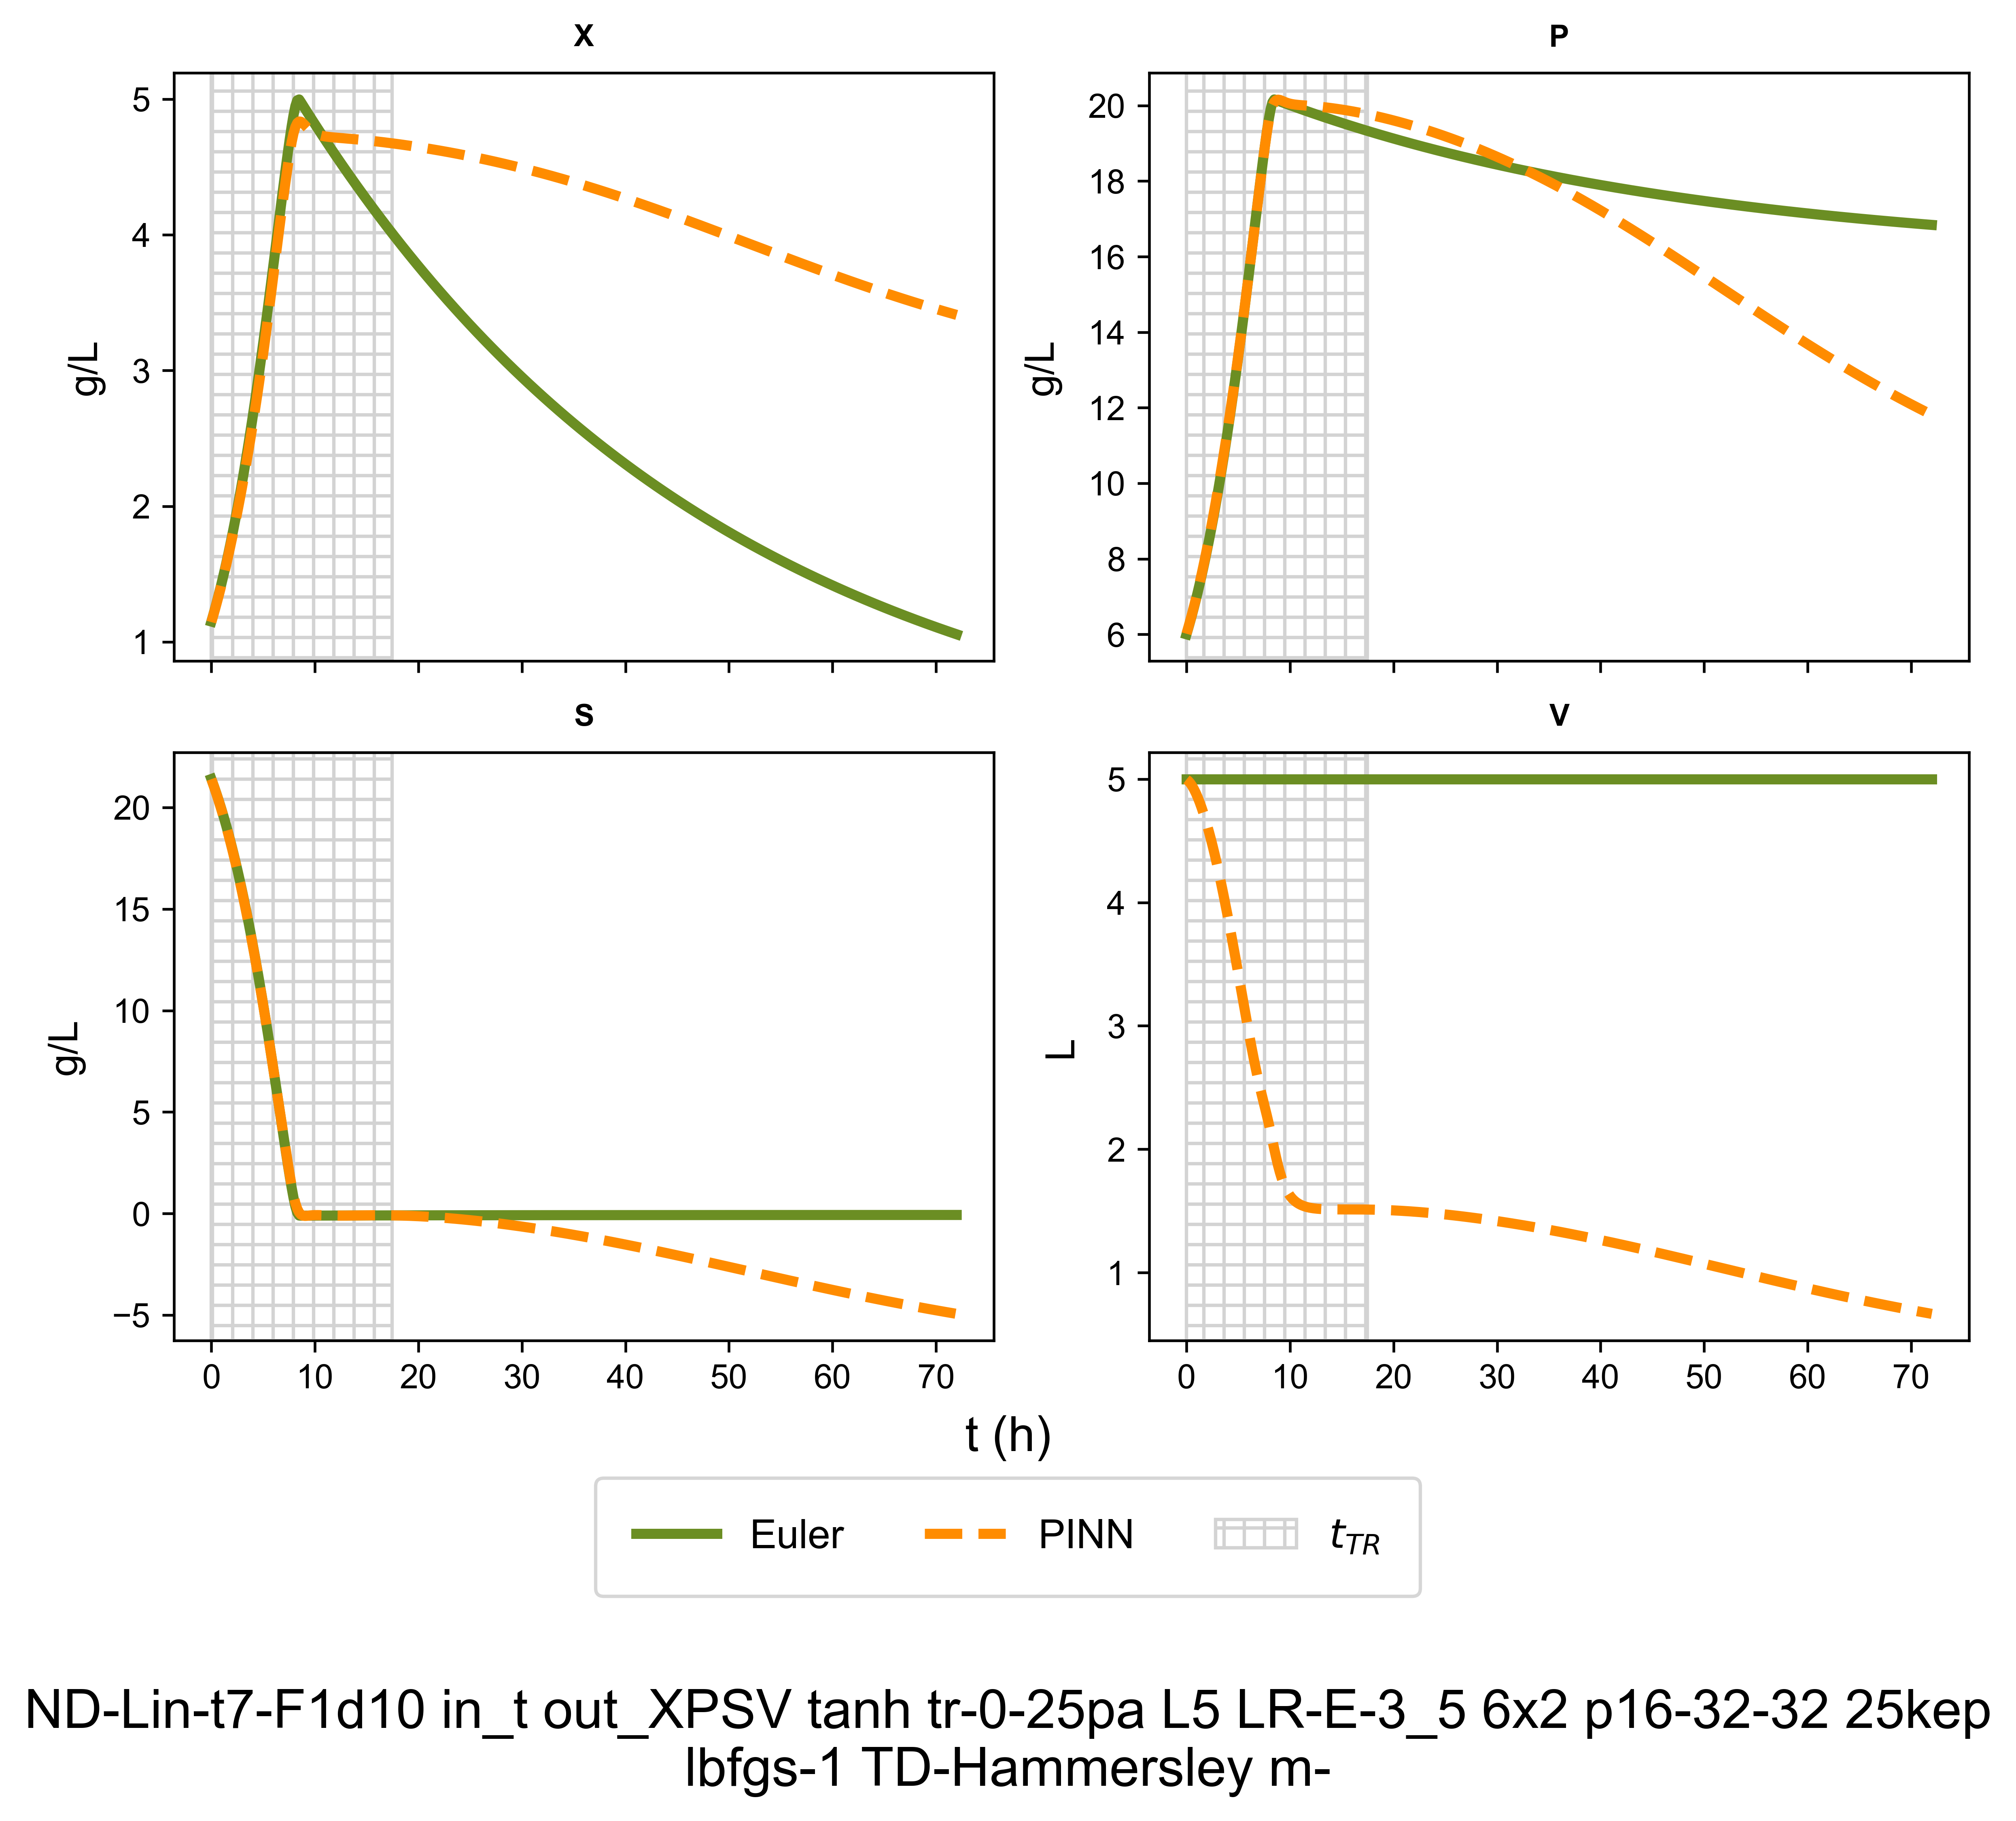 X
P
5
4
3
2
1
g/L
20
18
16
14
12
10
8
6
g/L
S
V
20
15
10
5
0
−5
g/L
5
4
3
2
1
L
0 10 20 30 40 50 60 70
0 10 20 30 40 50 60 70
t (h)
Euler PINN t_TR
ND-Lin-t7-F1d10 in_t out_XPSV tanh tr-0-25pa L5 LR-E-3_5 6x2 p16-32-32 25kep
lbfgs-1 TD-Hammersley m-